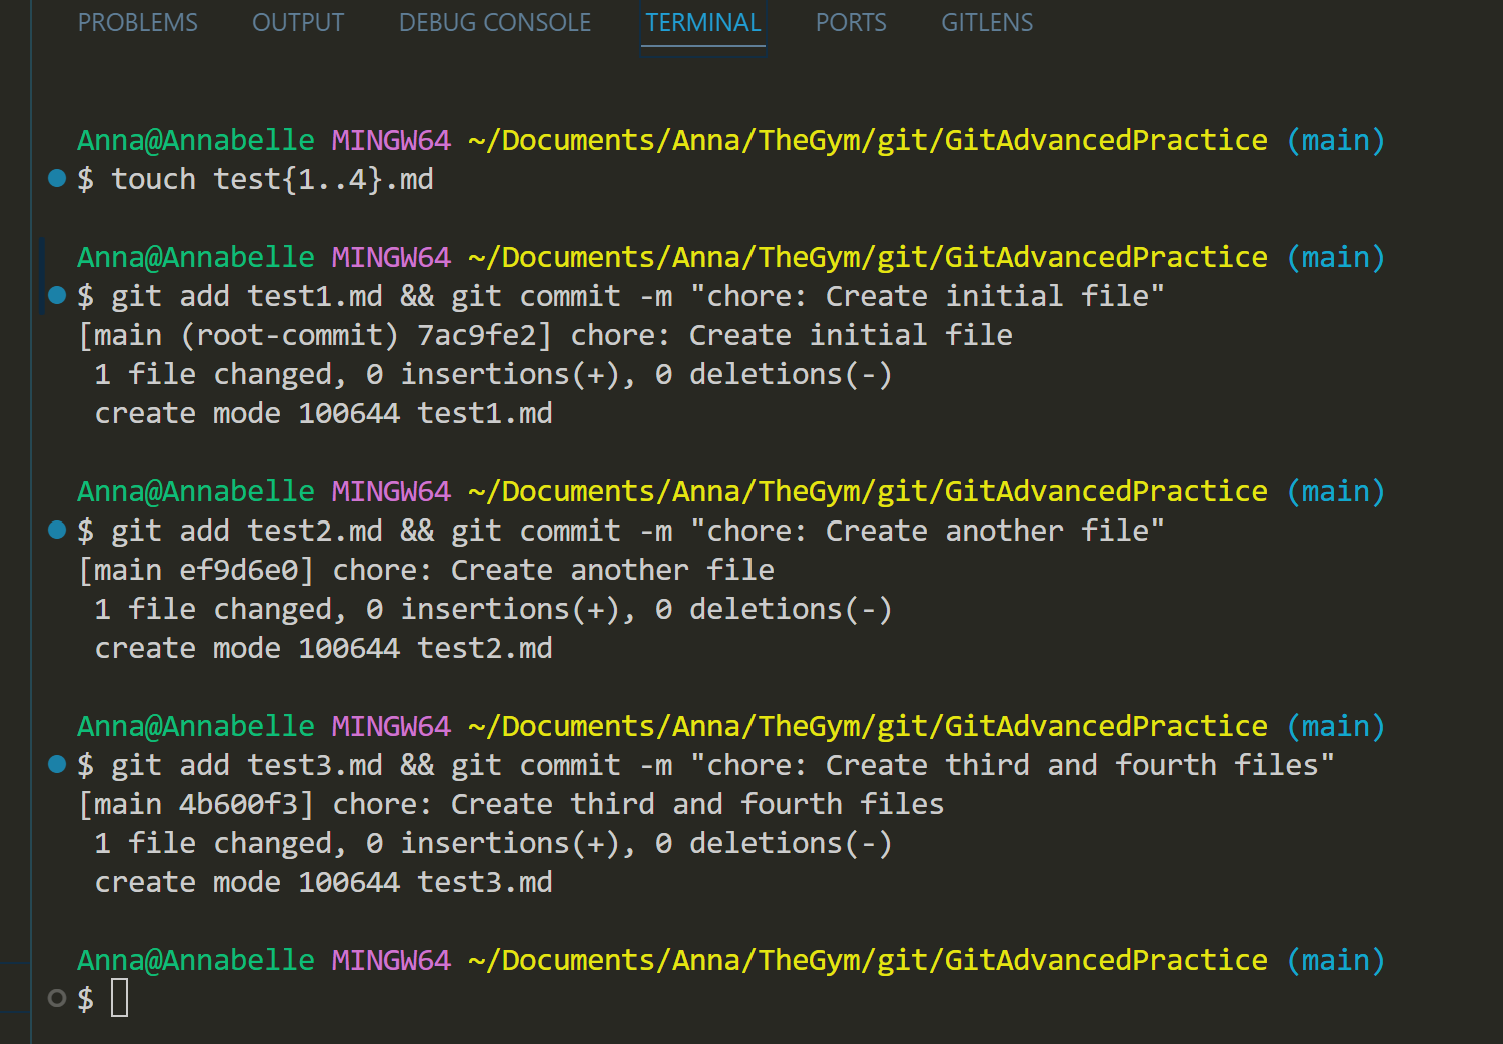 PROBLEMS OUTPUT DEBUG CONSOLE TERMINAL PORTS GITLENS
Anna@Annabelle MINGW64 ~/Documents/Anna/TheGym/git/GitAdvancedPractice (main)
$ touch test{1..4}.md
Anna@Annabelle MINGW64 ~/Documents/Anna/TheGym/git/GitAdvancedPractice (main)
$ git add test1.md && git commit -m "chore: Create initial file"
[main (root-commit) 7ac9fe2] chore: Create initial file
 1 file changed, 0 insertions(+), 0 deletions(-)
 create mode 100644 test1.md
Anna@Annabelle MINGW64 ~/Documents/Anna/TheGym/git/GitAdvancedPractice (main)
$ git add test2.md && git commit -m "chore: Create another file"
[main ef9d6e0] chore: Create another file
 1 file changed, 0 insertions(+), 0 deletions(-)
 create mode 100644 test2.md
Anna@Annabelle MINGW64 ~/Documents/Anna/TheGym/git/GitAdvancedPractice (main)
$ git add test3.md && git commit -m "chore: Create third and fourth files"
[main 4b600f3] chore: Create third and fourth files
 1 file changed, 0 insertions(+), 0 deletions(-)
 create mode 100644 test3.md
Anna@Annabelle MINGW64 ~/Documents/Anna/TheGym/git/GitAdvancedPractice (main)
$